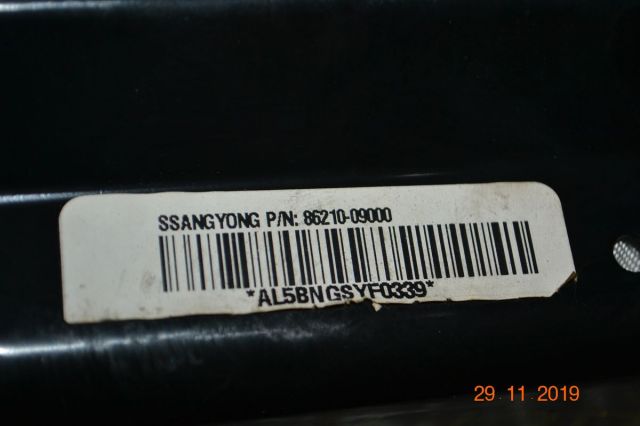 SSANGYONG P/N: 86210-09000
*AL5BNGSYF0339*
29 11 2019